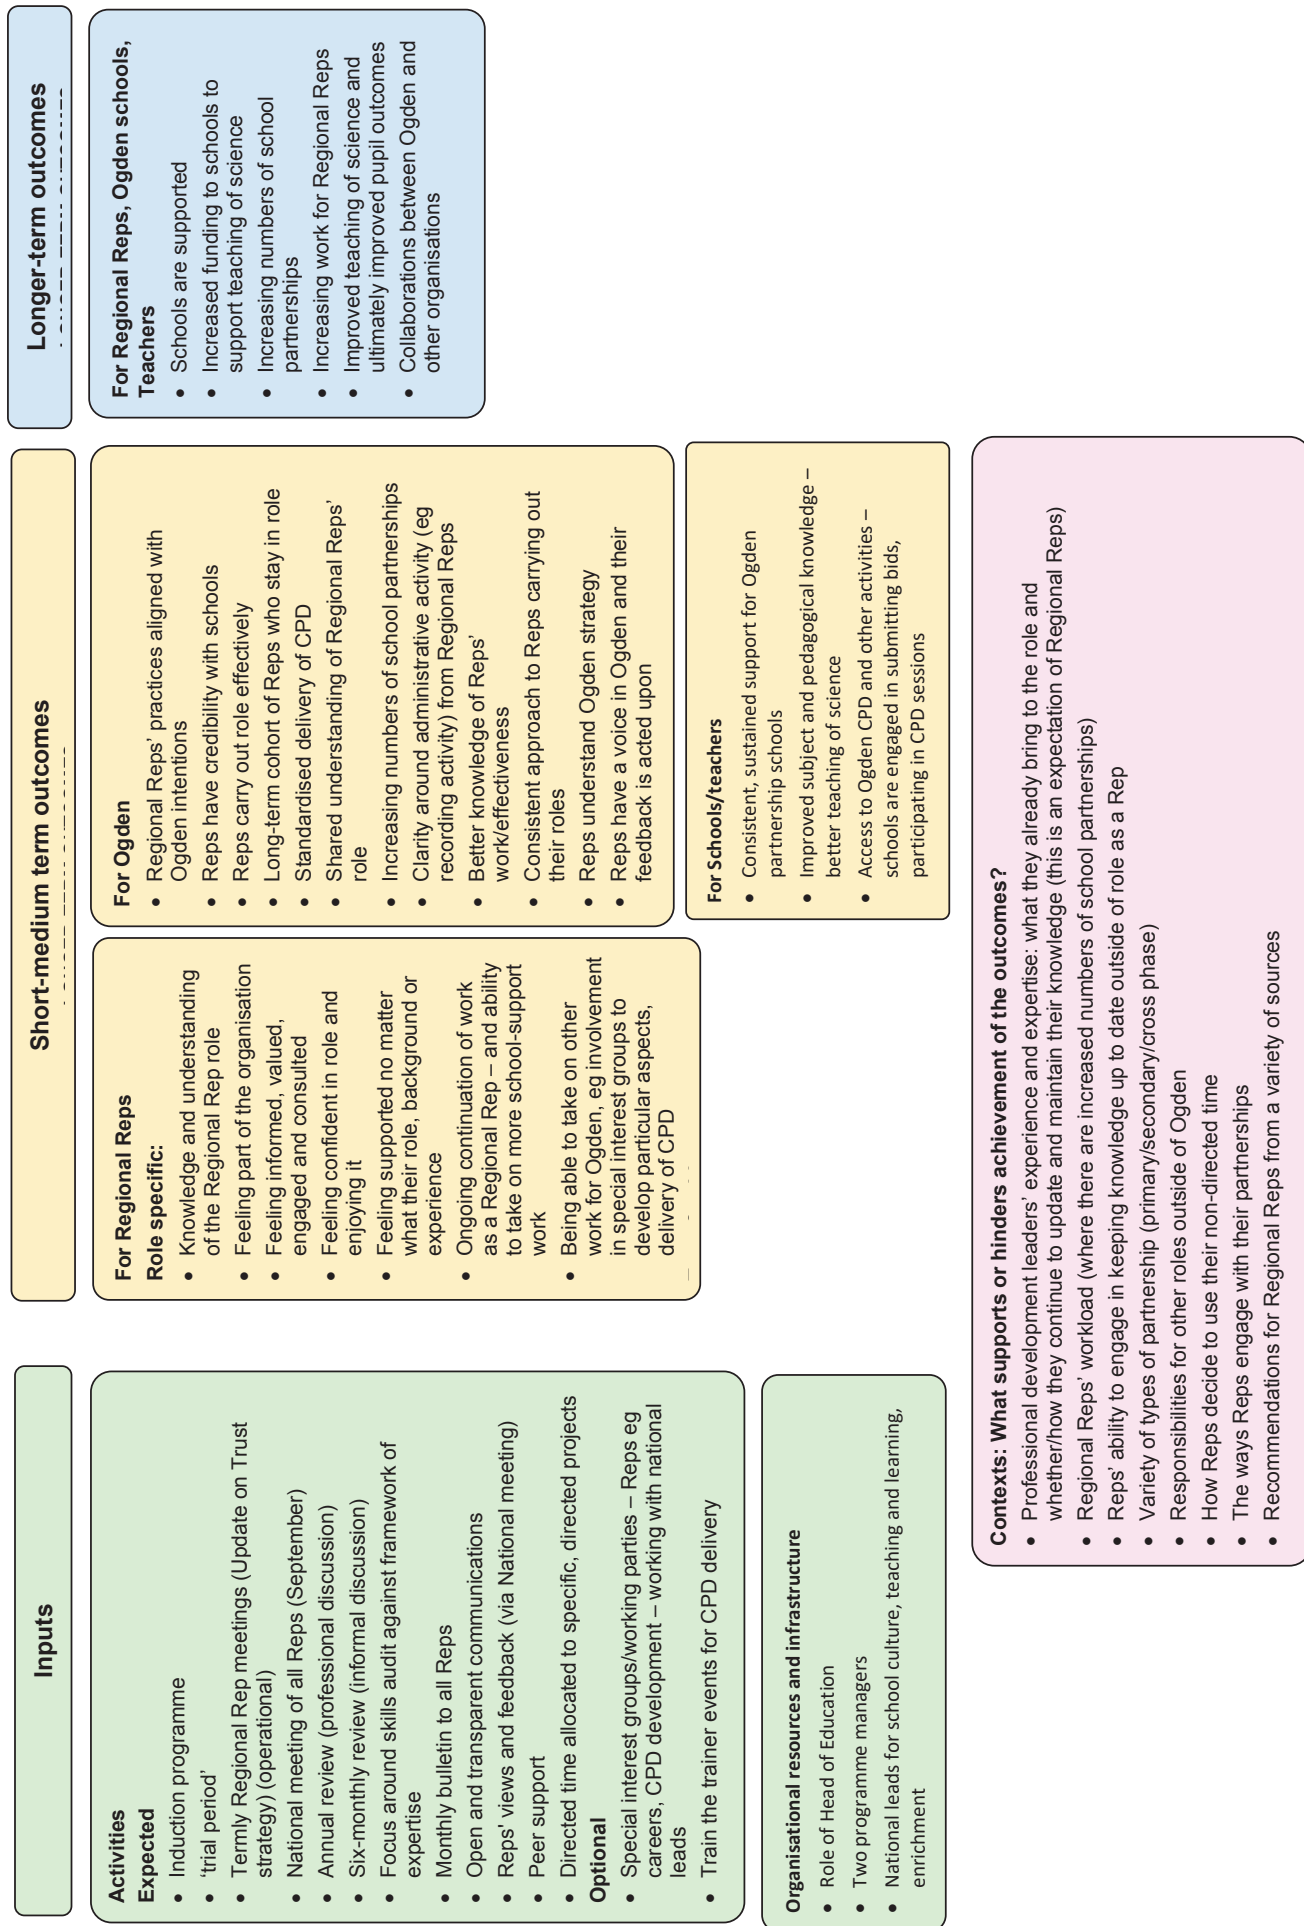 Inputs
Activities
Expected
• Induction programme
• ‘trial period’
• Termly Regional Rep meetings (Update on Trust
strategy) (operational)
• National meeting of all Reps (September)
• Annual review (professional discussion)
• Six-monthly review (informal discussion)
• Focus around skills audit against framework of
expertise
• Monthly bulletin to all Reps
• Open and transparent communications
• Reps' views and feedback (via National meeting)
• Peer support
• Directed time allocated to specific, directed projects
Optional
• Special interest groups/working parties – Reps eg
careers, CPD development – working with national
leads
• Train the trainer events for CPD delivery
Organisational resources and infrastructure
• Role of Head of Education
• Two programme managers
• National leads for school culture, teaching and learning,
enrichment
Short-medium term outcomes
For Regional Reps
Role specific:
• Knowledge and understanding
of the Regional Rep role
• Feeling part of the organisation
• Feeling informed, valued,
engaged and consulted
• Feeling confident in role and
enjoying it
• Feeling supported no matter
what their role, background or
experience
• Ongoing continuation of work
as a Regional Rep – and ability
to take on more school-support
work
• Being able to take on other
work for Ogden, eg involvement
in special interest groups to
develop particular aspects,
delivery of CPD
For Ogden
• Regional Reps’ practices aligned with
Ogden intentions
• Reps have credibility with schools
• Reps carry out role effectively
• Long-term cohort of Reps who stay in role
• Standardised delivery of CPD
• Shared understanding of Regional Reps’
role
• Increasing numbers of school partnerships
• Clarity around administrative activity (eg
recording activity) from Regional Reps
• Better knowledge of Reps’
work/effectiveness
• Consistent approach to Reps carrying out
their roles
• Reps understand Ogden strategy
• Reps have a voice in Ogden and their
feedback is acted upon
For Schools/teachers
• Consistent, sustained support for Ogden
partnership schools
• Improved subject and pedagogical knowledge –
better teaching of science
• Access to Ogden CPD and other activities –
schools are engaged in submitting bids,
participating in CPD sessions
Longer-term outcomes
For Regional Reps, Ogden schools,
Teachers
• Schools are supported
• Increased funding to schools to
support teaching of science
• Increasing numbers of school
partnerships
• Increasing work for Regional Reps
• Improved teaching of science and
ultimately improved pupil outcomes
• Collaborations between Ogden and
other organisations
Contexts: What supports or hinders achievement of the outcomes?
• Professional development leaders’ experience and expertise: what they already bring to the role and
whether/how they continue to update and maintain their knowledge (this is an expectation of Regional Reps)
• Regional Reps’ workload (where there are increased numbers of school partnerships)
• Reps’ ability to engage in keeping knowledge up to date outside of role as a Rep
• Variety of types of partnership (primary/secondary/cross phase)
• Responsibilities for other roles outside of Ogden
• How Reps decide to use their non-directed time
• The ways Reps engage with their partnerships
• Recommendations for Regional Reps from a variety of sources